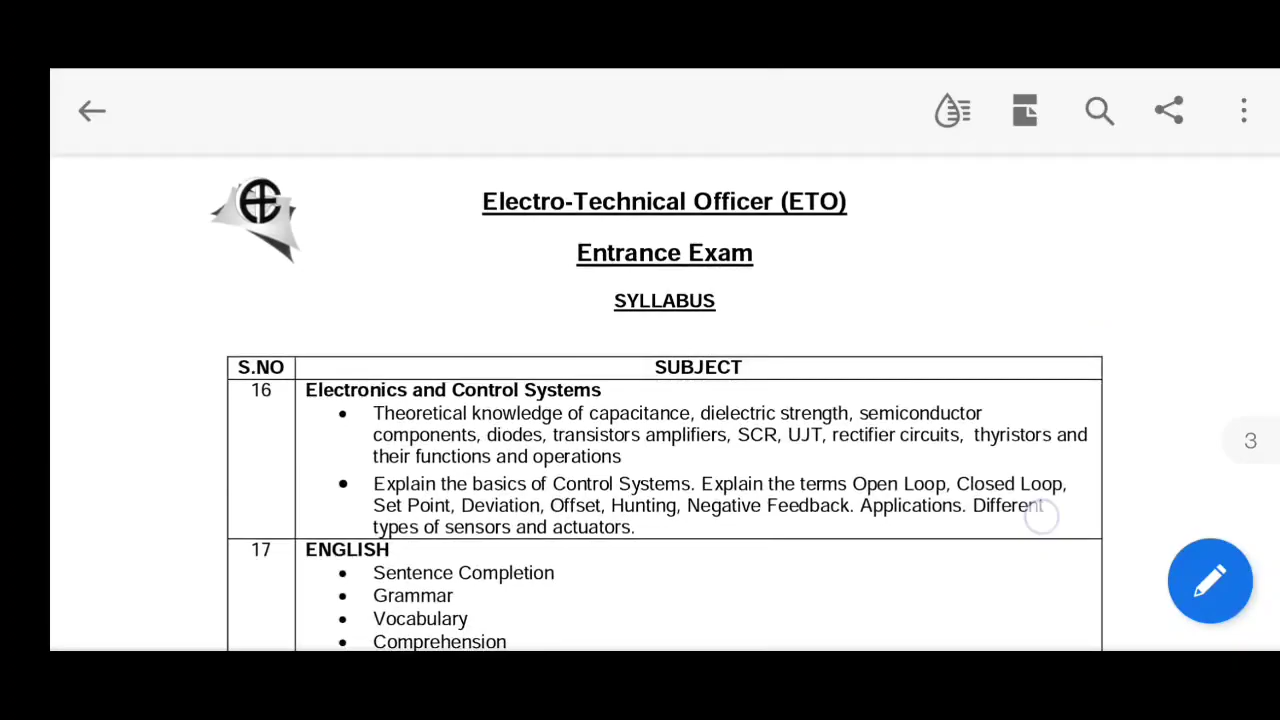 Electro-Technical Officer (ETO)
Entrance Exam
SYLLABUS
S.NO SUBJECT
16 Electronics and Control Systems
• Theoretical knowledge of capacitance, dielectric strength, semiconductor
components, diodes, transistors amplifiers, SCR, UJT, rectifier circuits, thyristors and
their functions and operations
• Explain the basics of Control Systems. Explain the terms Open Loop, Closed Loop,
Set Point, Deviation, Offset, Hunting, Negative Feedback. Applications. Different
types of sensors and actuators.
17 ENGLISH
• Sentence Completion
• Grammar
• Vocabulary
• Comprehension
3